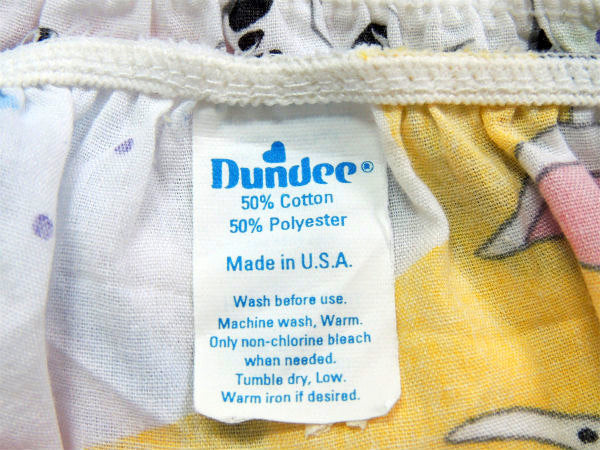 Dundee®
50% Cotton
50% Polyester
Made in U.S.A.
Wash before use.
Machine wash, Warm.
Only non-chlorine bleach
when needed.
Tumble dry, Low.
Warm iron if desired.